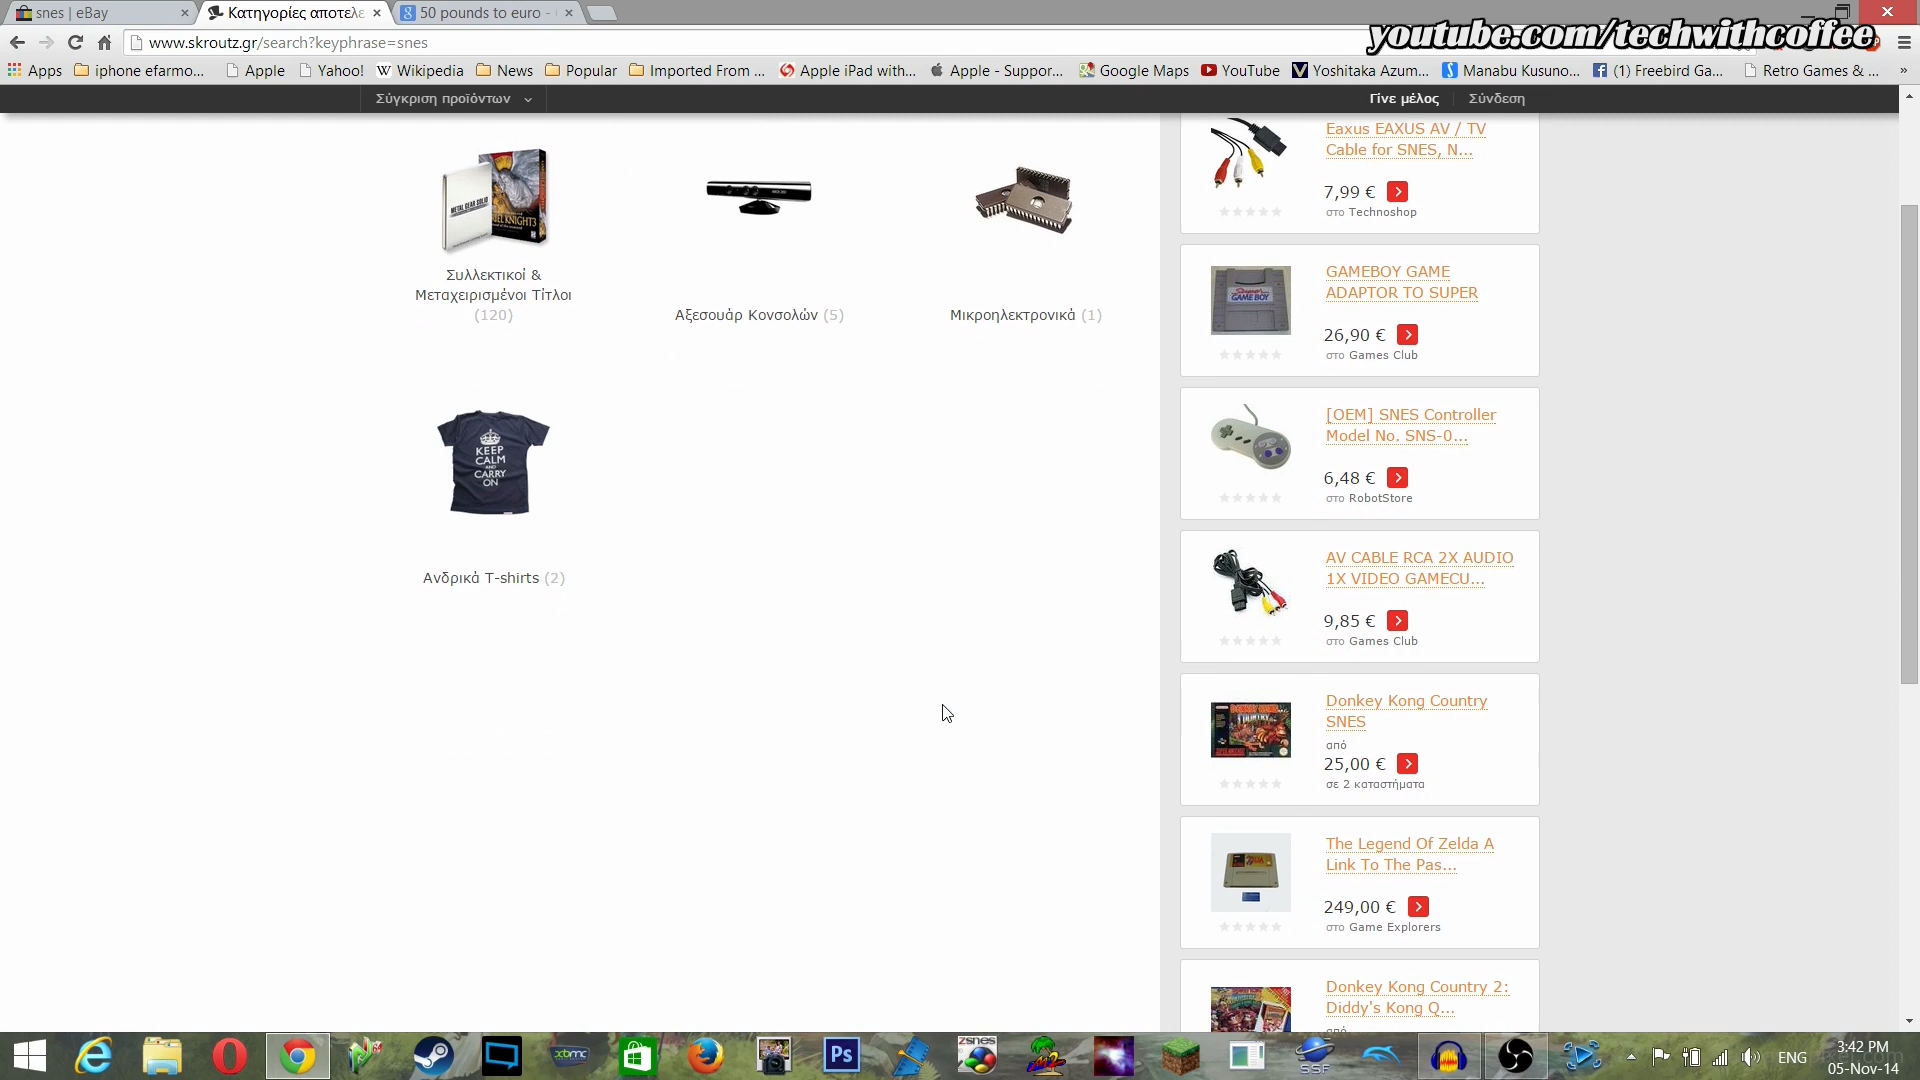 snes | eBay
Κατηγορίες αποτελε
50 pounds to euro -
youtube.com/techwithcoffee
www.skroutz.gr/search?keyphrase=snes
Apps
iphone efarmo...
Apple
Yahoo!
Wikipedia
News
Popular
Imported From ...
Apple iPad with...
Apple - Suppor...
Google Maps
YouTube
Yoshitaka Azum...
Manabu Kusuno...
(1) Freebird Ga...
Retro Games & ...
Σύγκριση προϊόντων
Γίνε μέλος
Σύνδεση
METAL GEAR SOLID
Συλλεκτικοί &
Μεταχειρισμένοι Τίτλοι
(120)
Αξεσουάρ Κονσολών (5)
Μικροηλεκτρονικά (1)
KEEP
CALM
AND
CARRY
ON
Ανδρικά T-shirts (2)
Eaxus EAXUS AV / TV
Cable for SNES, N...
7,99 €
στο Technoshop
GAMEBOY GAME
ADAPTOR TO SUPER
26,90 €
στο Games Club
[OEM] SNES Controller
Model No. SNS-0...
6,48 €
στο RobotStore
AV CABLE RCA 2X AUDIO
1X VIDEO GAMECU...
9,85 €
στο Games Club
Donkey Kong Country
SNES
από
25,00 €
σε 2 καταστήματα
The Legend Of Zelda A
Link To The Pas...
249,00 €
στο Game Explorers
Donkey Kong Country 2:
Diddy's Kong Q...
από
xbmc
Ps
zsnes
SSF
ENG
3:42 PM
05-Nov-14